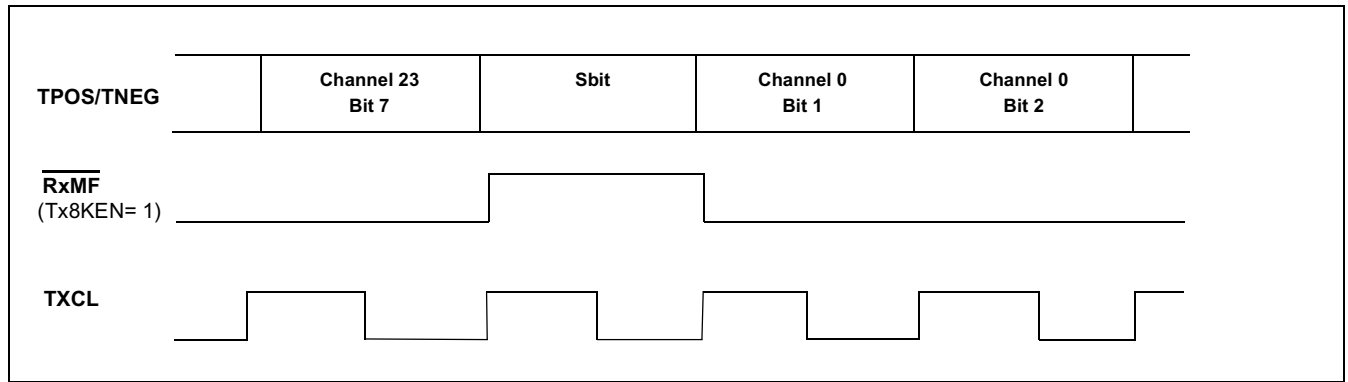 TPOS/TNEG
Channel 23
Bit 7
Sbit
Channel 0
Bit 1
Channel 0
Bit 2
RxMF
(Tx8KEN= 1)
TXCL